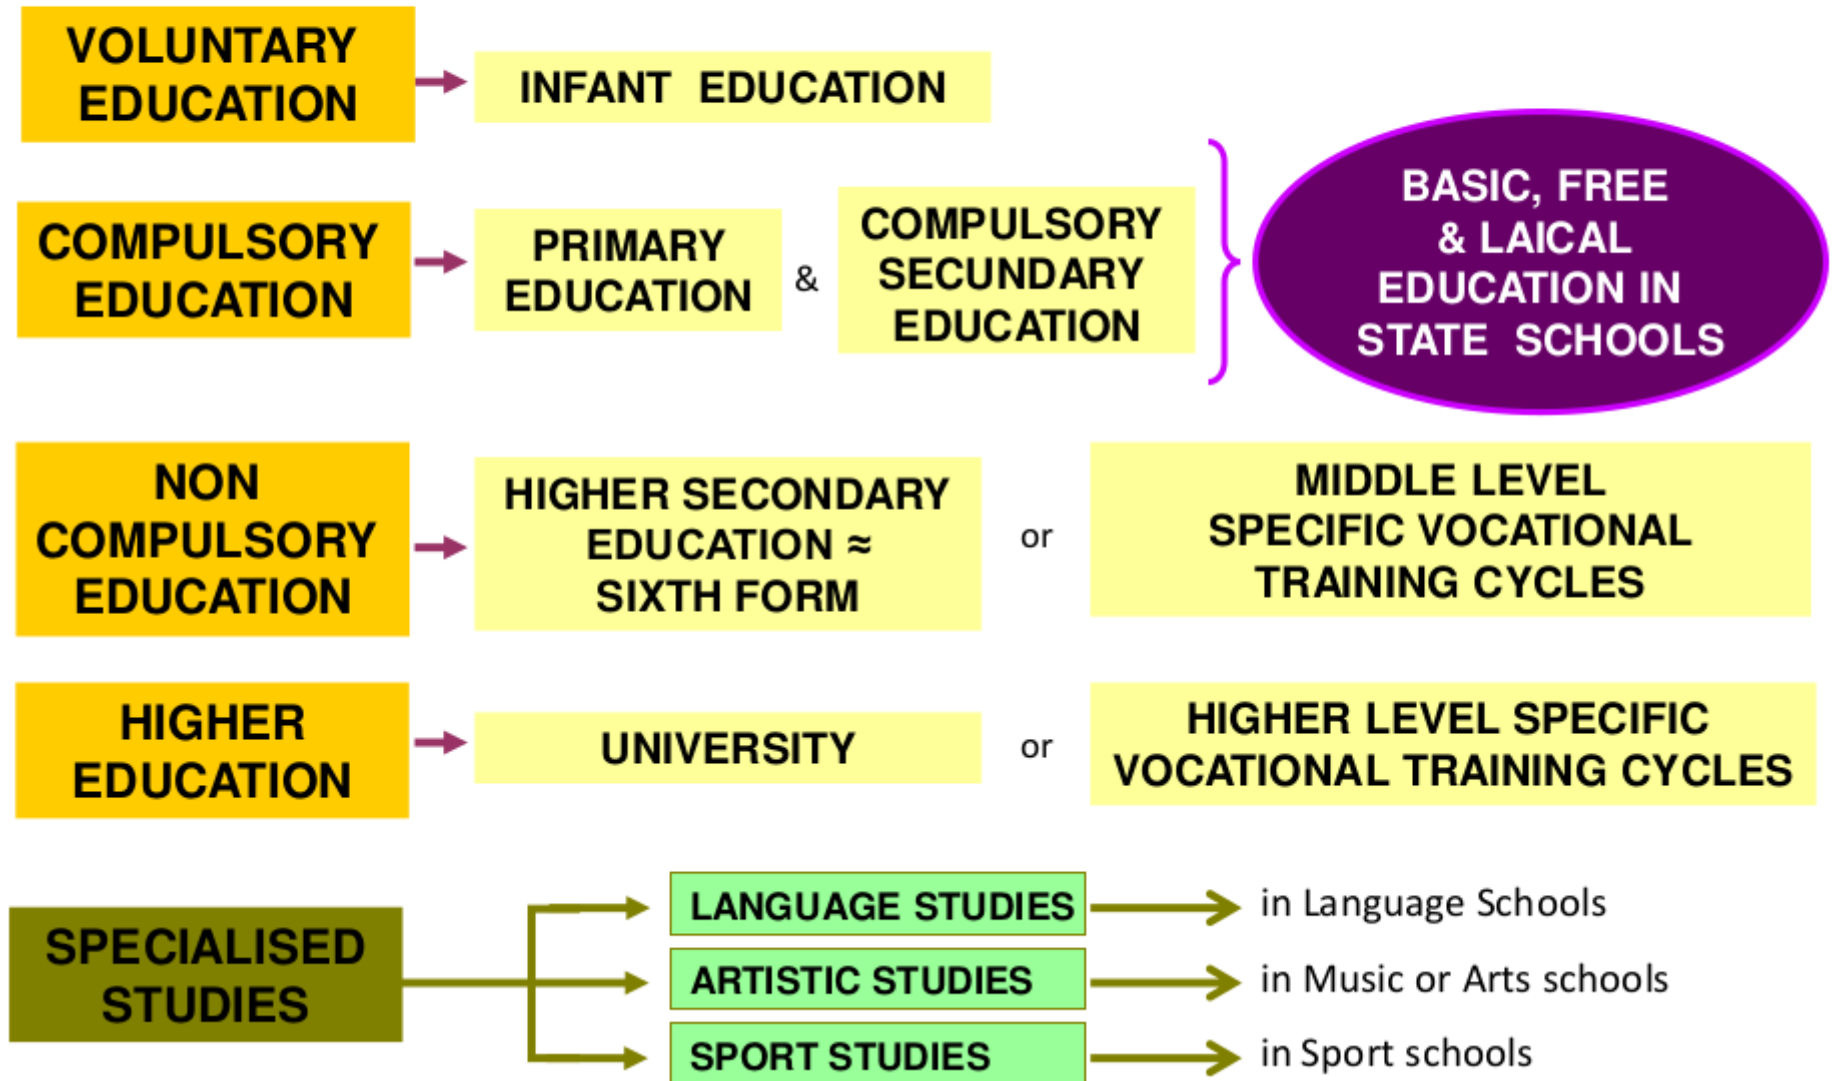 VOLUNTARY
EDUCATION
INFANT EDUCATION
COMPULSORY
EDUCATION
PRIMARY
EDUCATION
&
COMPULSORY
SECUNDARY
EDUCATION
BASIC, FREE
& LAICAL
EDUCATION IN
STATE SCHOOLS
NON
COMPULSORY
EDUCATION
HIGHER SECONDARY
EDUCATION ≈
SIXTH FORM
or
MIDDLE LEVEL
SPECIFIC VOCATIONAL
TRAINING CYCLES
HIGHER
EDUCATION
UNIVERSITY
or
HIGHER LEVEL SPECIFIC
VOCATIONAL TRAINING CYCLES
SPECIALISED
STUDIES
LANGUAGE STUDIES
in Language Schools
ARTISTIC STUDIES
in Music or Arts schools
SPORT STUDIES
in Sport schools